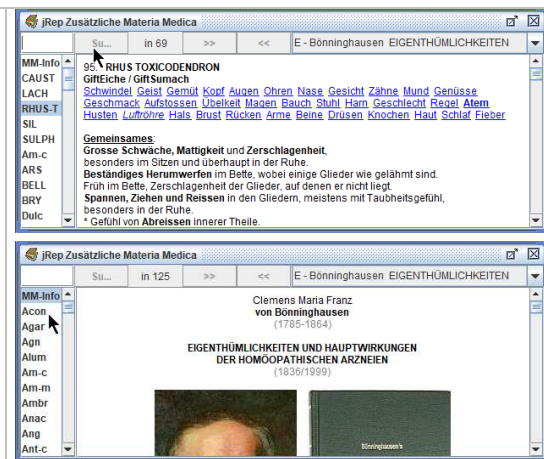 jRep Zusätzliche Materia Medica
Su... in 69 >> << E - Bönninghausen EIGENTHÜMLICHKEITEN
MM-Info
CAUST
LACH
RHUS-T
SIL
SULPH
Am-c
ARS
BELL
BRY
Dulc
95. RHUS TOXICODENDRON
GiftEiche / GiftSumach
Schwindel Geist Gemüt Kopf Augen Ohren Nase Gesicht Zähne Mund Genüsse
Geschmack Aufstossen Übelkeit Magen Bauch Stuhl Harn Geschlecht Regel Atem
Husten Luftröhre Hals Brust Rücken Arme Beine Drüsen Knochen Haut Schlaf Fieber
Gemeinsames:
Grosse Schwäche, Mattigkeit und Zerschlagenheit,
besonders im Sitzen und überhaupt in der Ruhe.
Beständiges Herumwerfen im Bette, wobei einige Glieder wie gelähmt sind.
Früh im Bette, Zerschlagenheit der Glieder, auf denen er nicht liegt.
Spannen, Ziehen und Reissen in den Gliedern, meistens mit Taubheitsgefühl,
besonders in der Ruhe.
* Gefühl von Abreissen innerer Theile.
jRep Zusätzliche Materia Medica
Su... in 125 >> << E - Bönninghausen EIGENTHÜMLICHKEITEN
MM-Info
Acon
Agar
Agn
Alum
Am-c
Am-m
Ambr
Anac
Ang
Ant-c
Clemens Maria Franz
von Bönninghausen
(1785-1864)
EIGENTHÜMLICHKEITEN UND HAUPTWIRKUNGEN
DER HOMÖOPATHISCHEN ARZNEIEN
(1836/1999)
Bönninghausen's